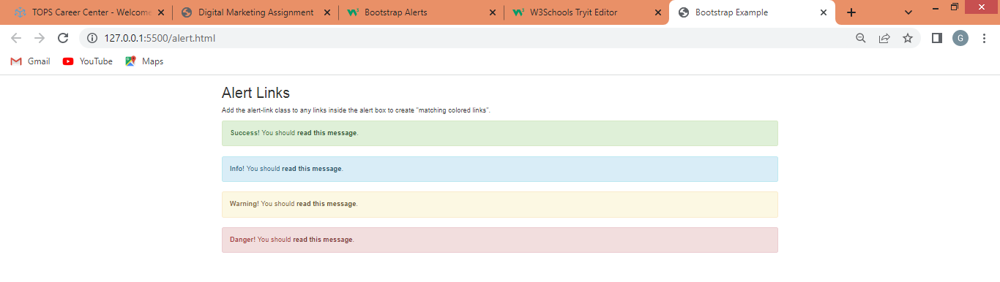 TOPS Career Center - Welcome
Digital Marketing Assignment
Bootstrap Alerts
W3Schools Tryit Editor
Bootstrap Example
127.0.0.1:5500/alert.html
G
Gmail
YouTube
Maps
Alert Links
Add the alert-link class to any links inside the alert box to create "matching colored links".
Success! You should read this message.
Info! You should read this message.
Warning! You should read this message.
Danger! You should read this message.